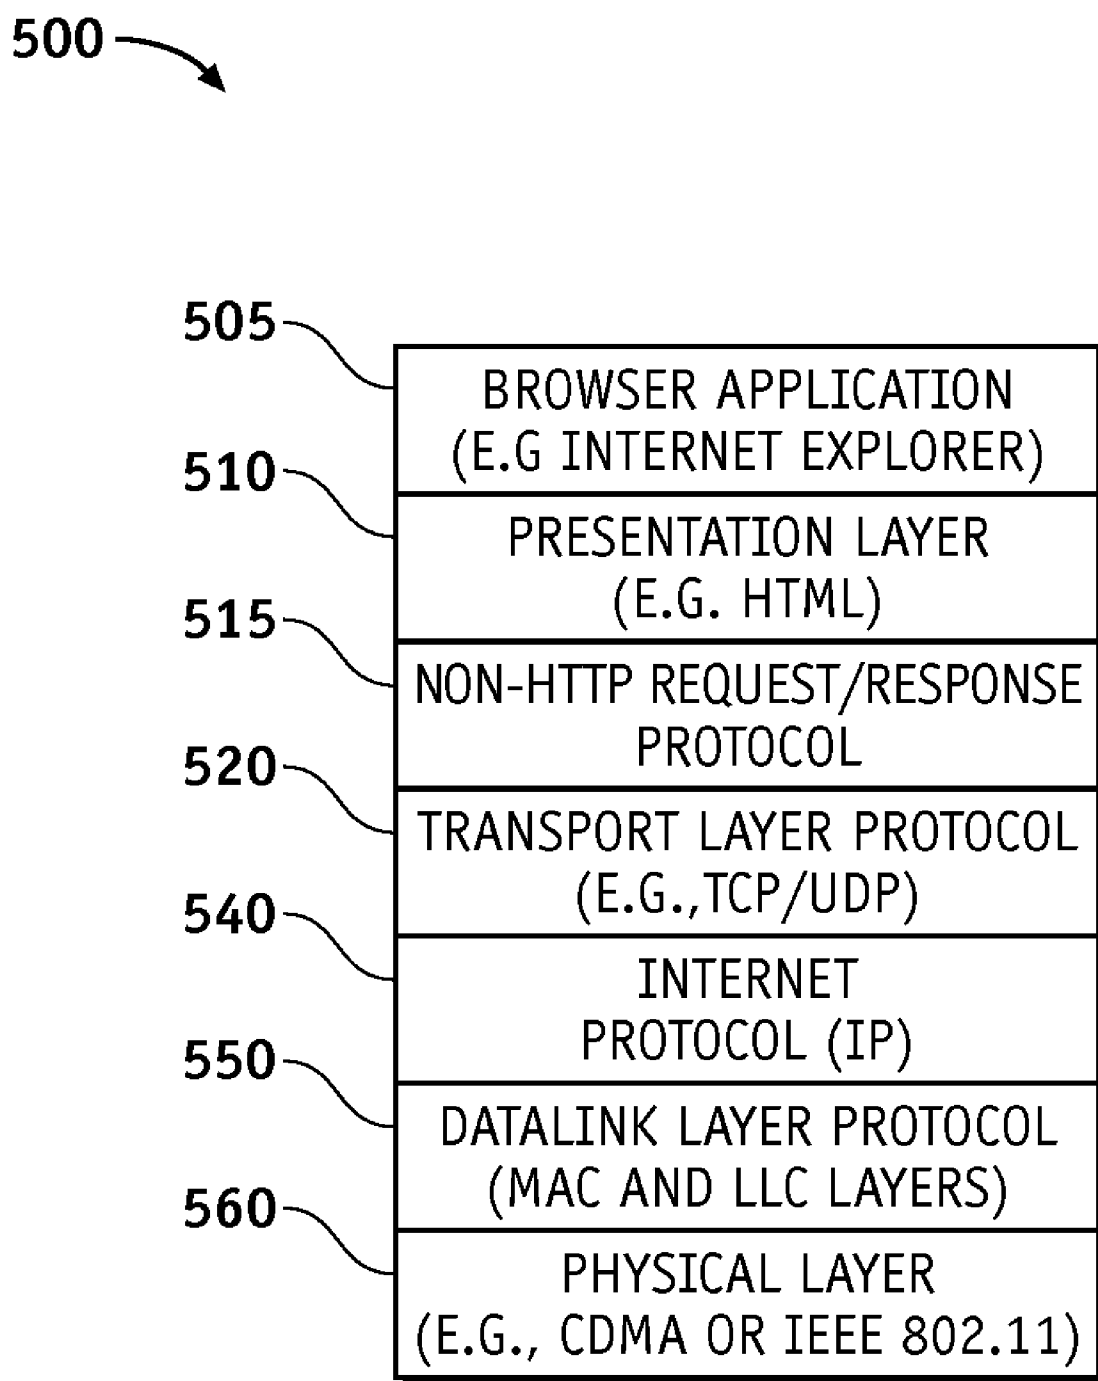 500
505
BROWSER APPLICATION
(E.G INTERNET EXPLORER)
510
PRESENTATION LAYER
(E.G. HTML)
515
NON-HTTP REQUEST/RESPONSE
PROTOCOL
520
TRANSPORT LAYER PROTOCOL
(E.G.,TCP/UDP)
540
INTERNET
PROTOCOL (IP)
550
DATALINK LAYER PROTOCOL
(MAC AND LLC LAYERS)
560
PHYSICAL LAYER
(E.G., CDMA OR IEEE 802.11)